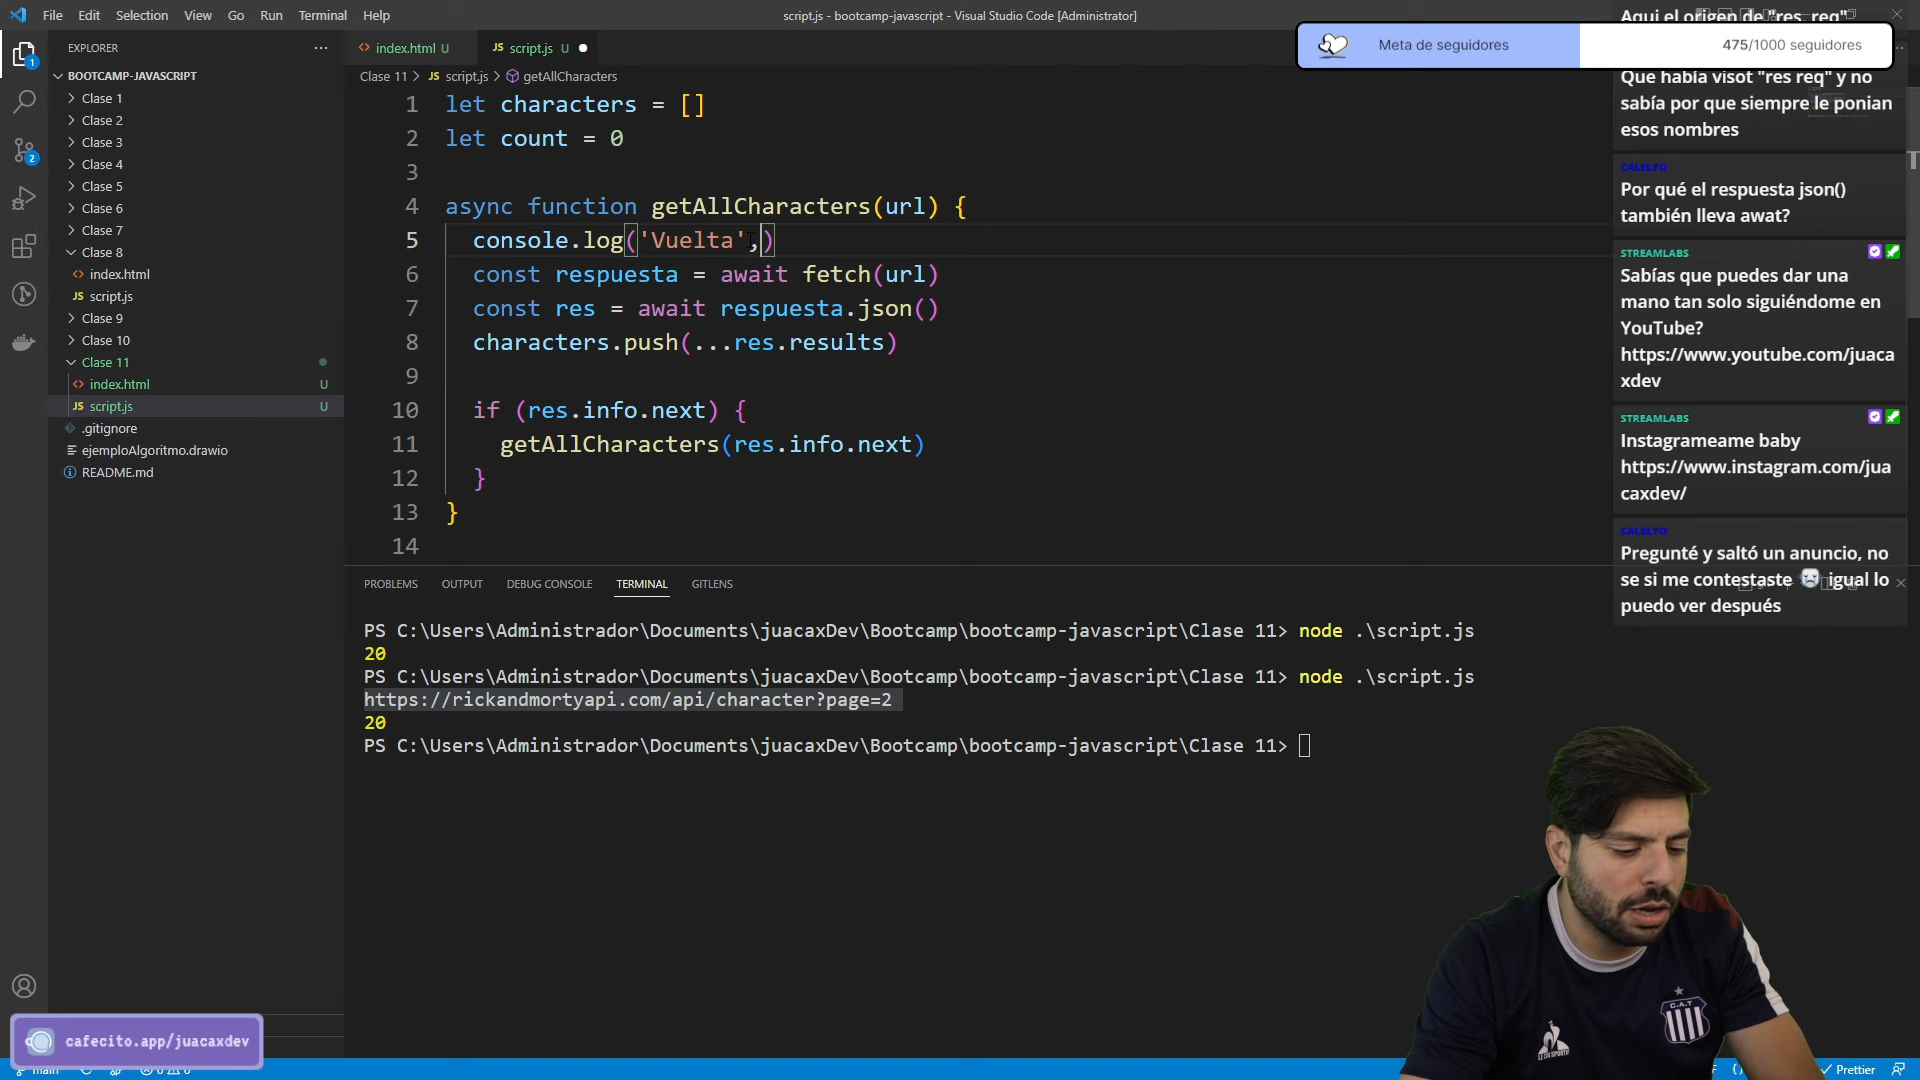 File Edit Selection View Go Run Terminal Help
script.js - bootcamp-javascript - Visual Studio Code [Administrator]
EXPLORER
BOOTCAMP-JAVASCRIPT
Clase 1
Clase 2
Clase 3
Clase 4
Clase 5
Clase 6
Clase 7
Clase 8
index.html
JS script.js
Clase 9
Clase 10
Clase 11
index.html U
JS script.js U
.gitignore
ejemploAlgoritmo.drawio
README.md
1
2
index.html U
JS script.js U
Clase 11 > JS script.js > getAllCharacters
1 let characters = []
2 let count = 0
3
4 async function getAllCharacters(url) {
5 console.log('Vuelta',)
6 const respuesta = await fetch(url)
7 const res = await respuesta.json()
8 characters.push(...res.results)
9
10 if (res.info.next) {
11 getAllCharacters(res.info.next)
12 }
13 }
14
PROBLEMS OUTPUT DEBUG CONSOLE TERMINAL GITLENS
PS C:\Users\Administrador\Documents\juacaxDev\Bootcamp\bootcamp-javascript\Clase 11> node .\script.js
20
PS C:\Users\Administrador\Documents\juacaxDev\Bootcamp\bootcamp-javascript\Clase 11> node .\script.js
https://rickandmortyapi.com/api/character?page=2
20
PS C:\Users\Administrador\Documents\juacaxDev\Bootcamp\bootcamp-javascript\Clase 11>
Aqui el origen de "res, req"
Meta de seguidores 475/1000 seguidores
Que había visot "res req" y no
sabía por que siempre le ponian
esos nombres
CALELYO
Por qué el respuesta json()
también lleva awat?
STREAMLABS
Sabías que puedes dar una
mano tan solo siguiéndome en
YouTube?
https://www.youtube.com/juaca
xdev
STREAMLABS
Instagrameame baby
https://www.instagram.com/jua
caxdev/
CALELYO
Pregunté y saltó un anuncio, no
se si me contestaste igual lo
puedo ver después
C.A.T
cafecito.app/juacaxdev
main
Prettier